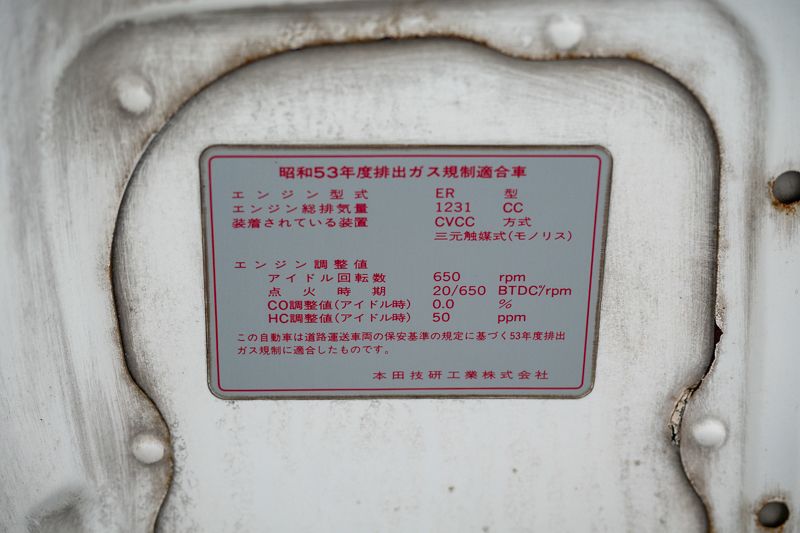 昭和53年度排出ガス規制適合車
エンジン型式 ER 型
エンジン総排気量 1231 CC
装着されている装置 CVCC 方式
三元触媒式(モノリス)
エンジン調整値
アイドル回転数 650 rpm
点火時期 20/650 BTDC°/rpm
CO調整値(アイドル時) 0.0 %
HC調整値(アイドル時) 50 ppm
この自動車は道路運送車両の保安基準の規定に基づく53年度排出
ガス規制に適合したものです。
本田技研工業株式会社